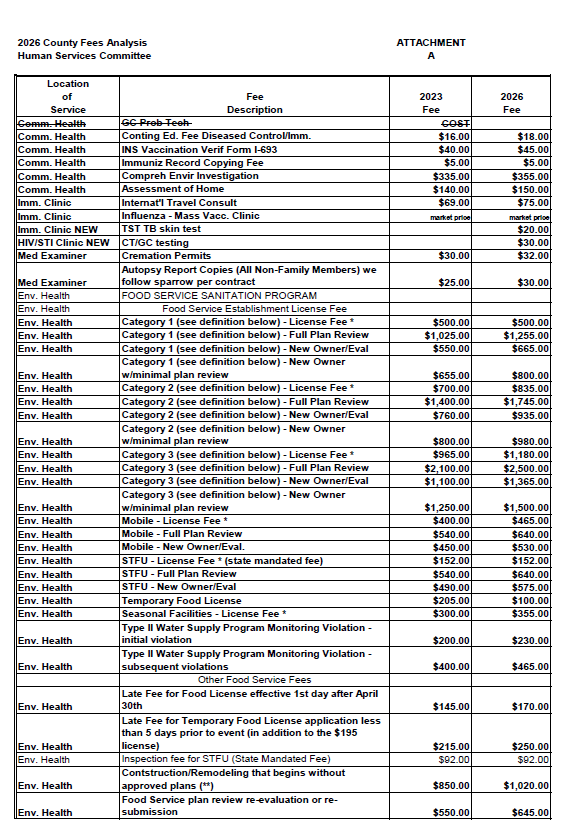 2026 County Fees Analysis ATTACHMENT
Human Services Committee A
Location
of Fee 2023 2026
Service Description Fee Fee
Comm. Health GC Prob Tech COST
Comm. Health Conting Ed. Fee Diseased Control/Imm. $16.00 $18.00
Comm. Health INS Vaccination Verif Form I-693 $40.00 $45.00
Comm. Health Immuniz Record Copying Fee $5.00 $5.00
Comm. Health Compreh Envir Investigation $335.00 $355.00
Comm. Health Assessment of Home $140.00 $150.00
Imm. Clinic Internat'l Travel Consult $69.00 $75.00
Imm. Clinic Influenza - Mass Vacc. Clinic market price market price
Imm. Clinic NEW TST TB skin test $20.00
HIV/STI Clinic NEW CT/GC testing $30.00
Med Examiner Cremation Permits $30.00 $32.00
Autopsy Report Copies (All Non-Family Members) we
Med Examiner follow sparrow per contract $25.00 $30.00
Env. Health FOOD SERVICE SANITATION PROGRAM
Env. Health Food Service Establishment License Fee
Env. Health Category 1 (see definition below) - License Fee * $500.00 $500.00
Env. Health Category 1 (see definition below) - Full Plan Review $1,025.00 $1,255.00
Env. Health Category 1 (see definition below) - New Owner/Eval $550.00 $665.00
Category 1 (see definition below) - New Owner
Env. Health w/minimal plan review $655.00 $800.00
Env. Health Category 2 (see definition below) - License Fee * $700.00 $835.00
Env. Health Category 2 (see definition below) - Full Plan Review $1,400.00 $1,745.00
Env. Health Category 2 (see definition below) - New Owner/Eval $760.00 $935.00
Category 2 (see definition below) - New Owner
Env. Health w/minimal plan review $800.00 $980.00
Env. Health Category 3 (see definition below) - License Fee * $965.00 $1,180.00
Env. Health Category 3 (see definition below) - Full Plan Review $2,100.00 $2,500.00
Env. Health Category 3 (see definition below) - New Owner/Eval $1,100.00 $1,365.00
Category 3 (see definition below) - New Owner
Env. Health w/minimal plan review $1,250.00 $1,500.00
Env. Health Mobile - License Fee * $400.00 $465.00
Env. Health Mobile - Full Plan Review $540.00 $640.00
Env. Health Mobile - New Owner/Eval. $450.00 $530.00
Env. Health STFU - License Fee * (state mandated fee) $152.00 $152.00
Env. Health STFU - Full Plan Review $540.00 $640.00
Env. Health STFU - New Owner/Eval $490.00 $575.00
Env. Health Temporary Food License $205.00 $100.00
Env. Health Seasonal Facilities - License Fee * $300.00 $355.00
Type II Water Supply Program Monitoring Violation -
Env. Health initial violation $200.00 $230.00
Type II Water Supply Program Monitoring Violation -
Env. Health subsequent violations $400.00 $465.00
Other Food Service Fees
Late Fee for Food License effective 1st day after April
Env. Health 30th $145.00 $170.00
Late Fee for Temporary Food License application less
than 5 days prior to event (in addition to the $195
Env. Health license) $215.00 $250.00
Env. Health Inspection fee for STFU (State Mandated Fee) $92.00 $92.00
Contstruction/Remodeling that begins without
Env. Health approved plans (**) $850.00 $1,020.00
Food Service plan review re-evaluation or re-
Env. Health submission $550.00 $645.00